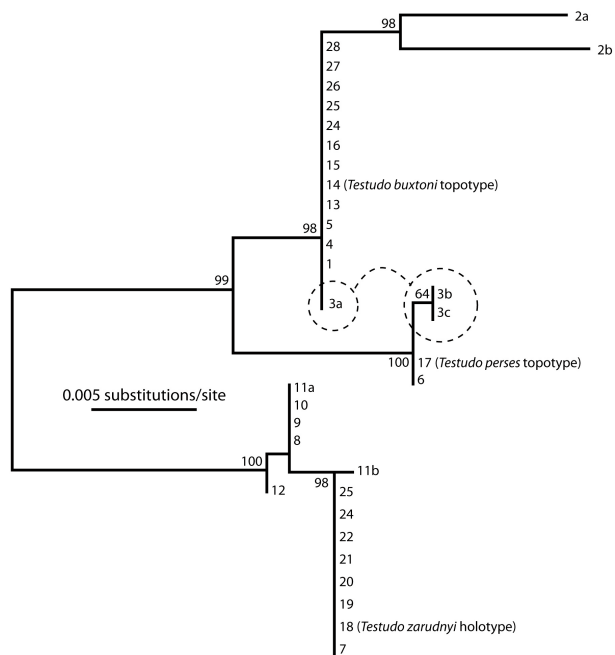 98
2a
2b
28
27
26
25
24
16
15
14 (Testudo buxtoni topotype)
13
5
98
4
1
99
3a
64
3b
3c
100
17 (Testudo perses topotype)
6
0.005 substitutions/site
11a
10
9
8
100
12
98
11b
25
24
22
21
20
19
18 (Testudo zarudnyi holotype)
7